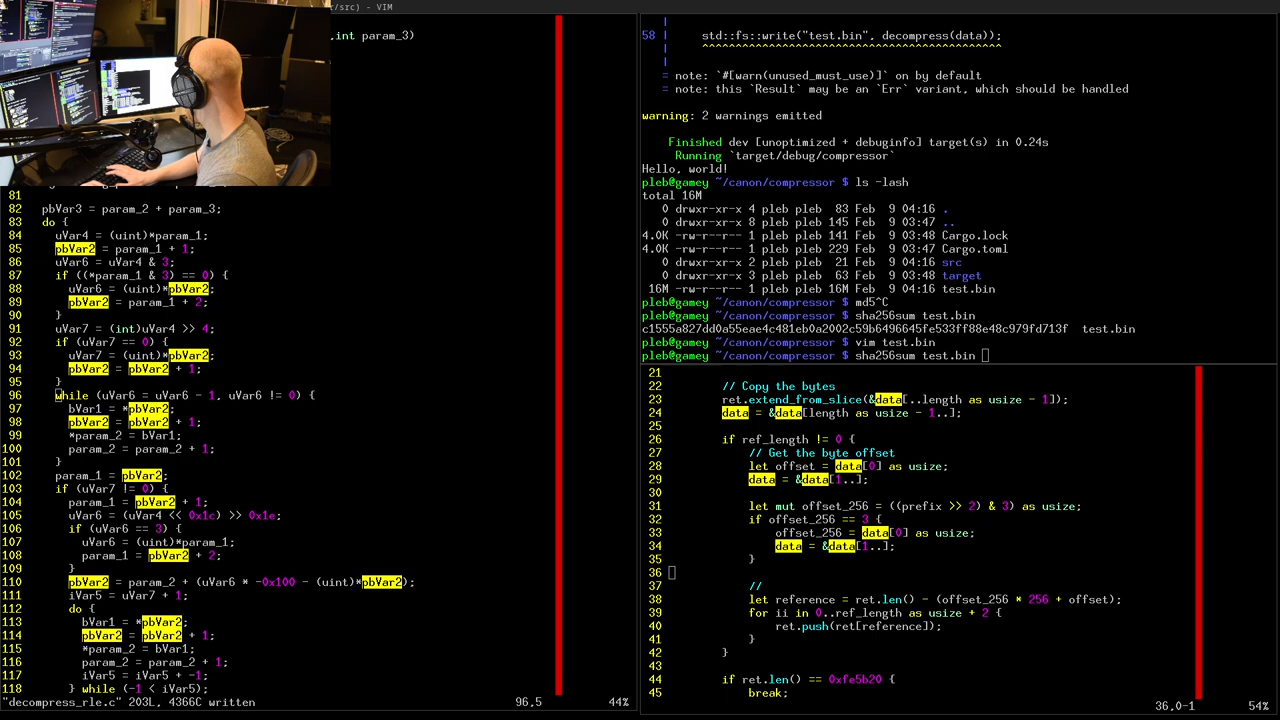 r/src) - VIM
,int param_3)
81
82 pbVar3 = param_2 + param_3;
83 do {
84 uVar4 = (uint)*param_1;
85 pbVar2 = param_1 + 1;
86 uVar6 = uVar4 & 3;
87 if ((*param_1 & 3) == 0) {
88 uVar6 = (uint)*pbVar2;
89 pbVar2 = param_1 + 2;
90 }
91 uVar7 = (int)uVar4 >> 4;
92 if (uVar7 == 0) {
93 uVar7 = (uint)*pbVar2;
94 pbVar2 = pbVar2 + 1;
95 }
96 while (uVar6 = uVar6 - 1, uVar6 != 0) {
97 bVar1 = *pbVar2;
98 pbVar2 = pbVar2 + 1;
99 *param_2 = bVar1;
100 param_2 = param_2 + 1;
101 }
102 param_1 = pbVar2;
103 if (uVar7 != 0) {
104 param_1 = pbVar2 + 1;
105 uVar6 = (uVar4 << 0x1c) >> 0x1e;
106 if (uVar6 == 3) {
107 uVar6 = (uint)*param_1;
108 param_1 = pbVar2 + 2;
109 }
110 pbVar2 = param_2 + (uVar6 * -0x100 - (uint)*pbVar2);
111 iVar5 = uVar7 + 1;
112 do {
113 bVar1 = *pbVar2;
114 pbVar2 = pbVar2 + 1;
115 *param_2 = bVar1;
116 param_2 = param_2 + 1;
117 iVar5 = iVar5 + -1;
118 } while (-1 < iVar5);
"decompress_rle.c" 203L, 4366C written 96,5 44%
|
58 | std::fs::write("test.bin", decompress(data));
| ^^^^^^^^^^^^^^^^^^^^^^^^^^^^^^^^^^^^^^^^^^^^^
|
= note: `#[warn(unused_must_use)]` on by default
= note: this `Result` may be an `Err` variant, which should be handled
warning: 2 warnings emitted
Finished dev [unoptimized + debuginfo] target(s) in 0.24s
Running `target/debug/compressor`
Hello, world!
pleb@gamey ~/canon/compressor $ ls -lash
total 16M
0 drwxr-xr-x 4 pleb pleb 83 Feb 9 04:16 .
0 drwxr-xr-x 8 pleb pleb 145 Feb 9 03:47 ..
4.0K -rw-r--r-- 1 pleb pleb 141 Feb 9 03:48 Cargo.lock
4.0K -rw-r--r-- 1 pleb pleb 229 Feb 9 03:47 Cargo.toml
0 drwxr-xr-x 2 pleb pleb 21 Feb 9 04:16 src
0 drwxr-xr-x 3 pleb pleb 63 Feb 9 03:48 target
16M -rw-r--r-- 1 pleb pleb 16M Feb 9 04:16 test.bin
pleb@gamey ~/canon/compressor $ md5^C
pleb@gamey ~/canon/compressor $ sha256sum test.bin
c1555a827dd0a55eae4c481eb0a2002c59b6496645fe533ff88e48c979fd713f test.bin
pleb@gamey ~/canon/compressor $ vim test.bin
pleb@gamey ~/canon/compressor $ sha256sum test.bin
21
22 // Copy the bytes
23 ret.extend_from_slice(&data[..length as usize - 1]);
24 data = &data[length as usize - 1..];
25
26 if ref_length != 0 {
27 // Get the byte offset
28 let offset = data[0] as usize;
29 data = &data[1..];
30
31 let mut offset_256 = ((prefix >> 2) & 3) as usize;
32 if offset_256 == 3 {
33 offset_256 = data[0] as usize;
34 data = &data[1..];
35 }
36
37 //
38 let reference = ret.len() - (offset_256 * 256 + offset);
39 for ii in 0..ref_length as usize + 2 {
40 ret.push(ret[reference]);
41 }
42 }
43
44 if ret.len() == 0xfe5b20 {
45 break;
36,0-1 54%